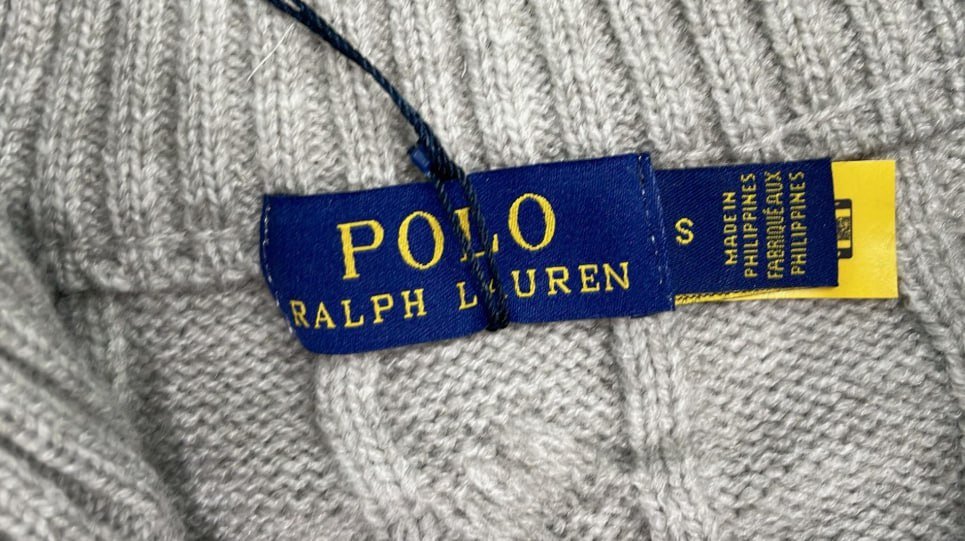 POLO
RALPH LAUREN
S
MADE IN
PHILIPPINES
FABRIQUÉ AUX
PHILIPPINES